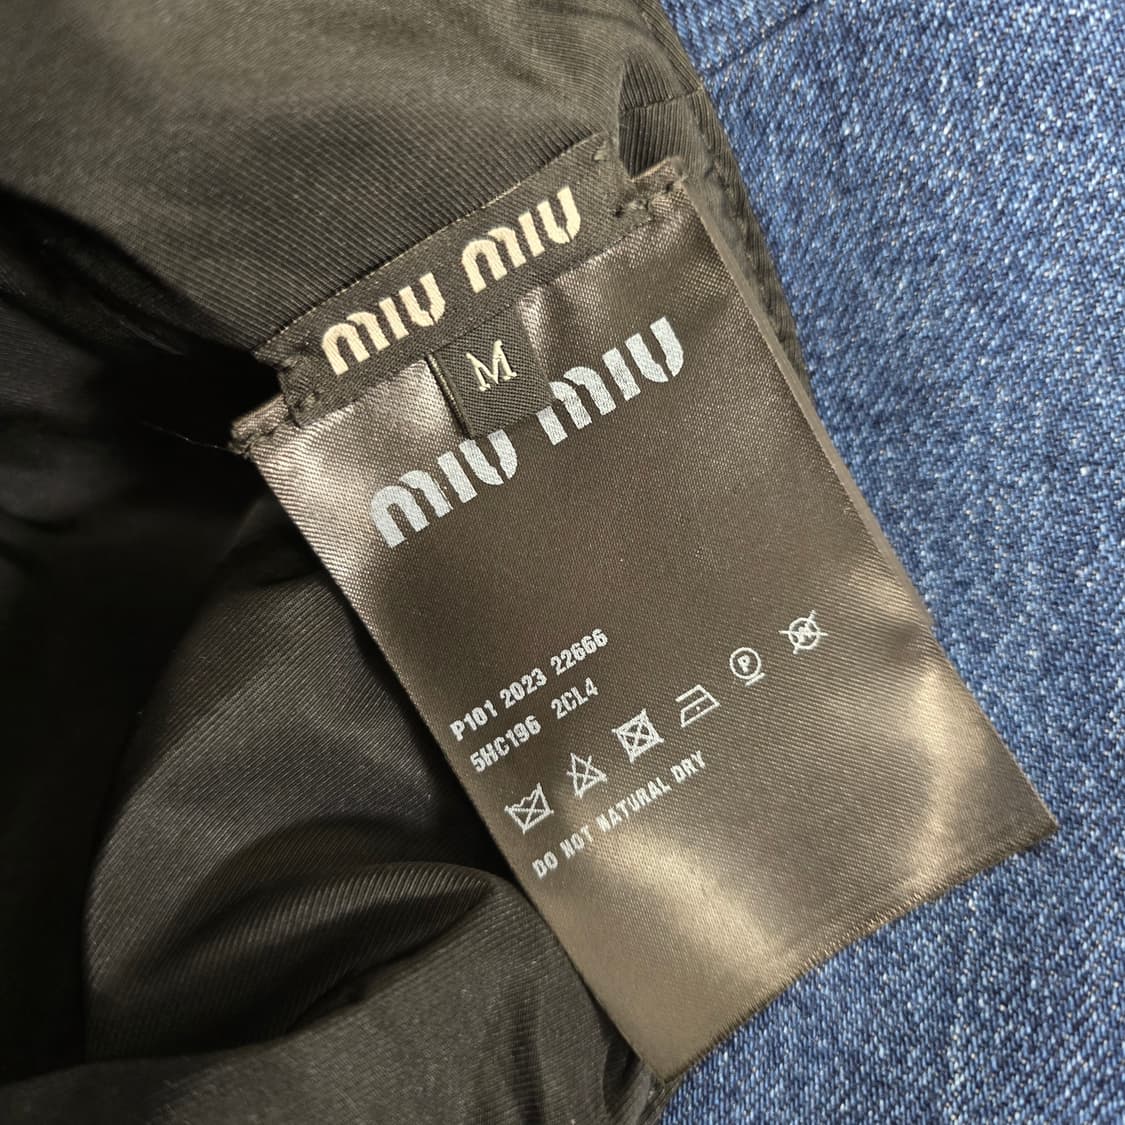 MIU MIU
M
MIU MIU
P101 2023 22666
5HC196 2CL4
P
W
DO NOT NATURAL DRY